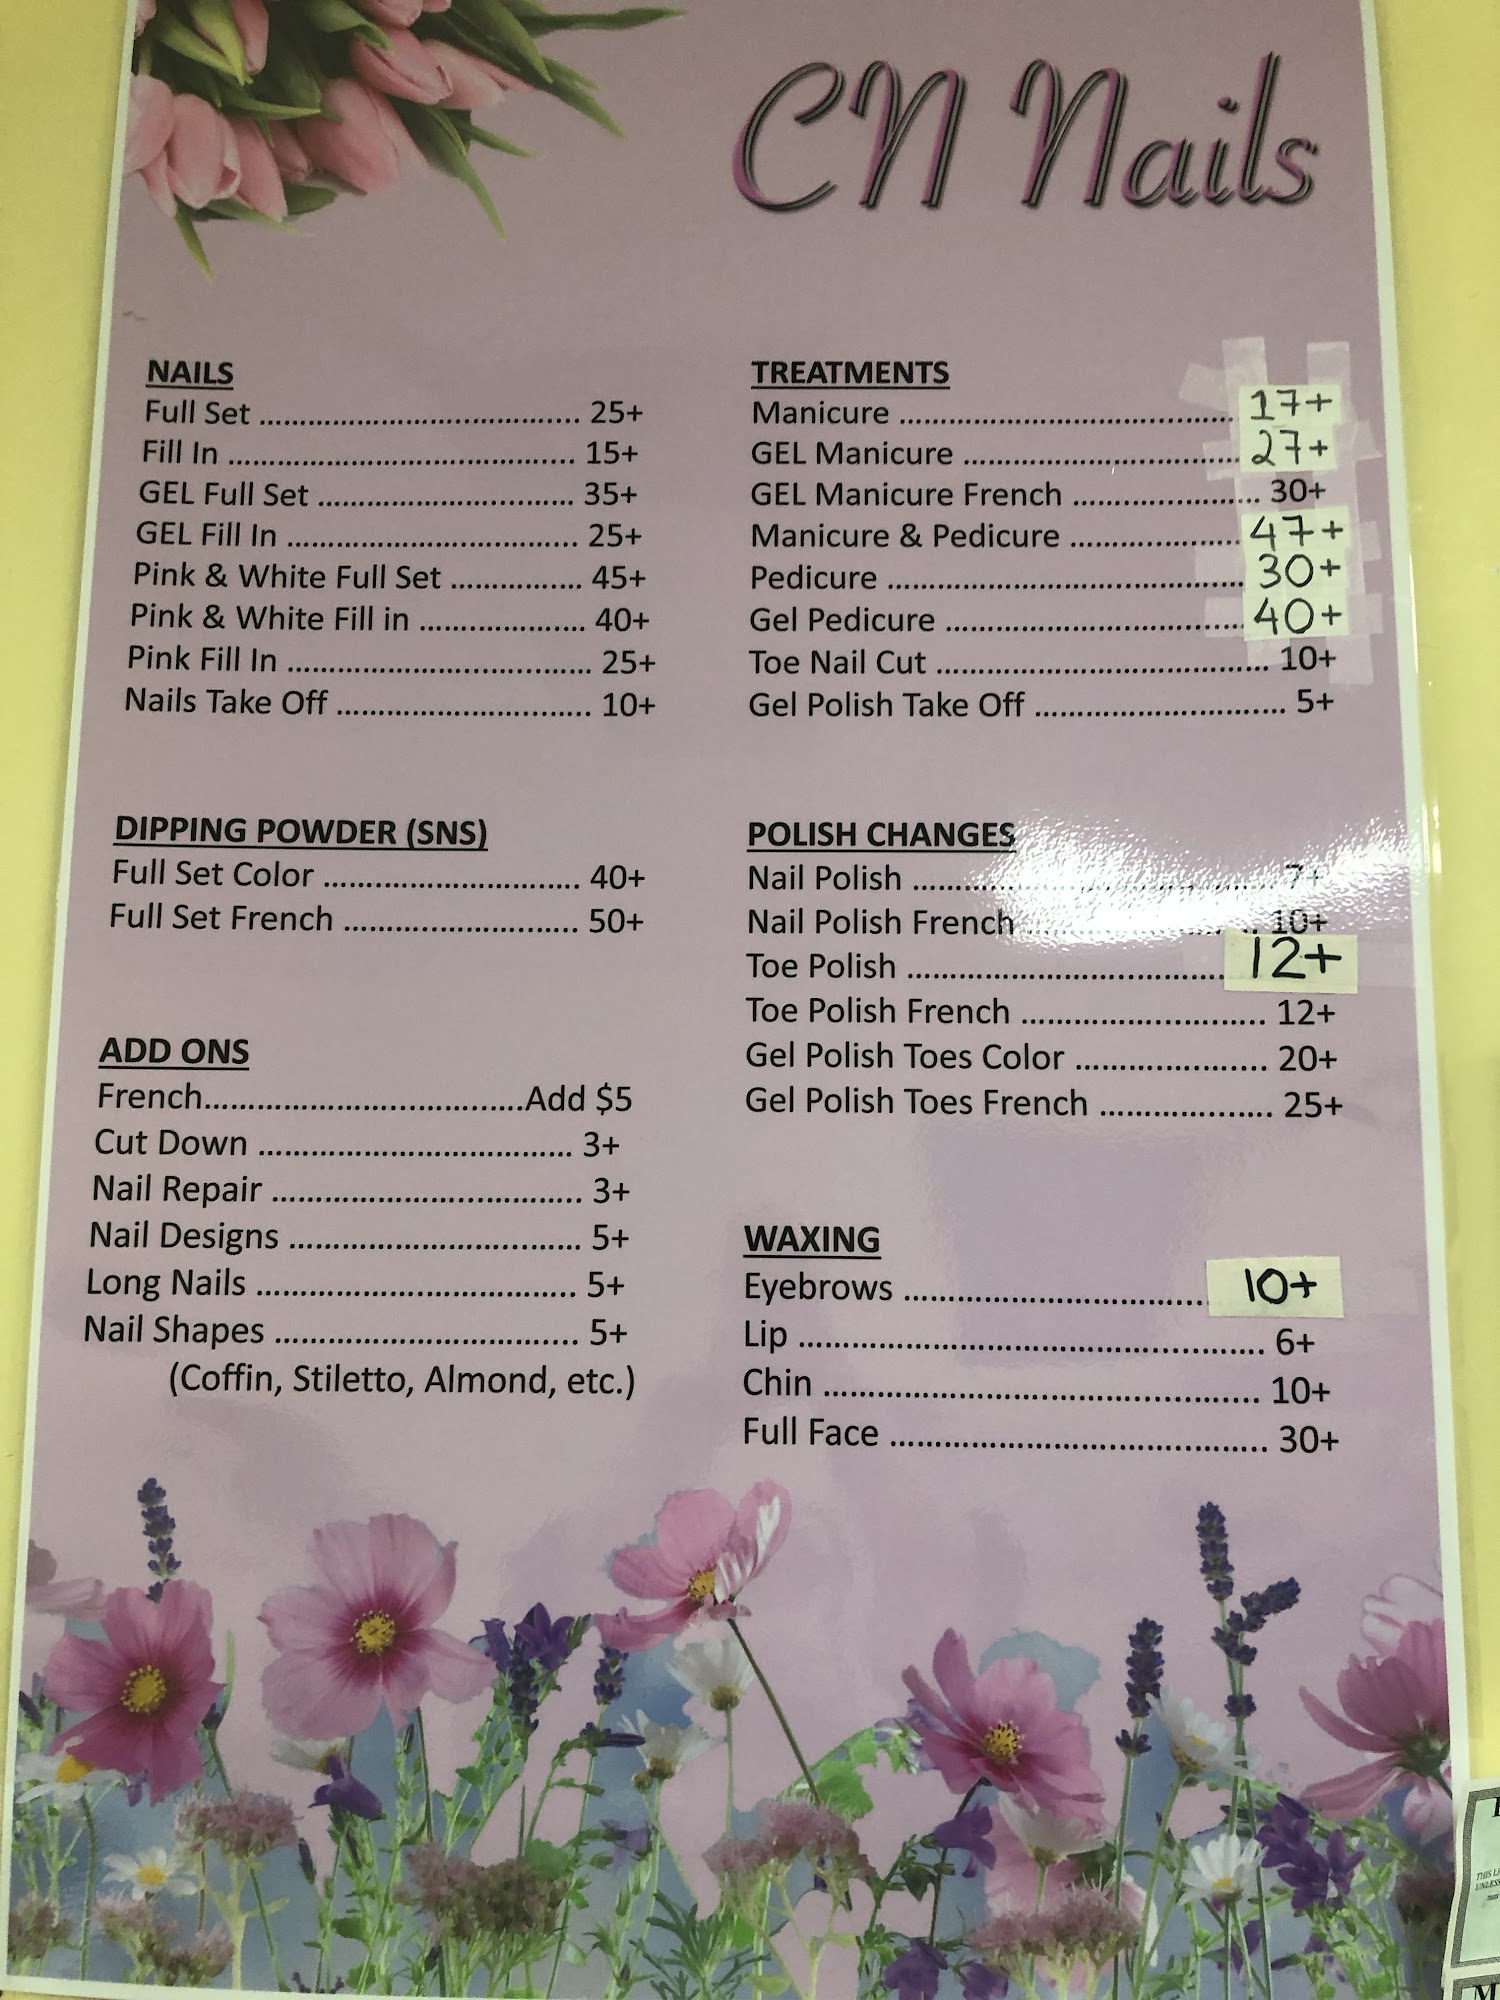 CN Nails
NAILS
Full Set ........................................ 25+
Fill In ........................................... 15+
GEL Full Set ................................ 35+
GEL Fill In .................................... 25+
Pink & White Full Set ................ 45+
Pink & White Fill in .................... 40+
Pink Fill In ..................................... 25+
Nails Take Off ............................... 10+
DIPPING POWDER (SNS)
Full Set Color ................................ 40+
Full Set French ............................. 50+
ADD ONS
French.......................................Add $5
Cut Down ...................................... 3+
Nail Repair ..................................... 3+
Nail Designs ................................... 5+
Long Nails ...................................... 5+
Nail Shapes .................................... 5+
(Coffin, Stiletto, Almond, etc.)
TREATMENTS
Manicure ......................................... 17+
GEL Manicure .................................. 27+
GEL Manicure French ....................... 30+
Manicure & Pedicure ..................... 47+
Pedicure ........................................... 30+
Gel Pedicure .................................... 40+
Toe Nail Cut ........................................ 10+
Gel Polish Take Off .............................. 5+
POLISH CHANGES
Nail Polish ............................................ 7+
Nail Polish French ............................ 10+
Toe Polish ....................................... 12+
Toe Polish French .............................. 12+
Gel Polish Toes Color ....................... 20+
Gel Polish Toes French ..................... 25+
WAXING
Eyebrows ..................................... 10+
Lip ......................................................... 6+
Chin ..................................................... 10+
Full Face .............................................. 30+